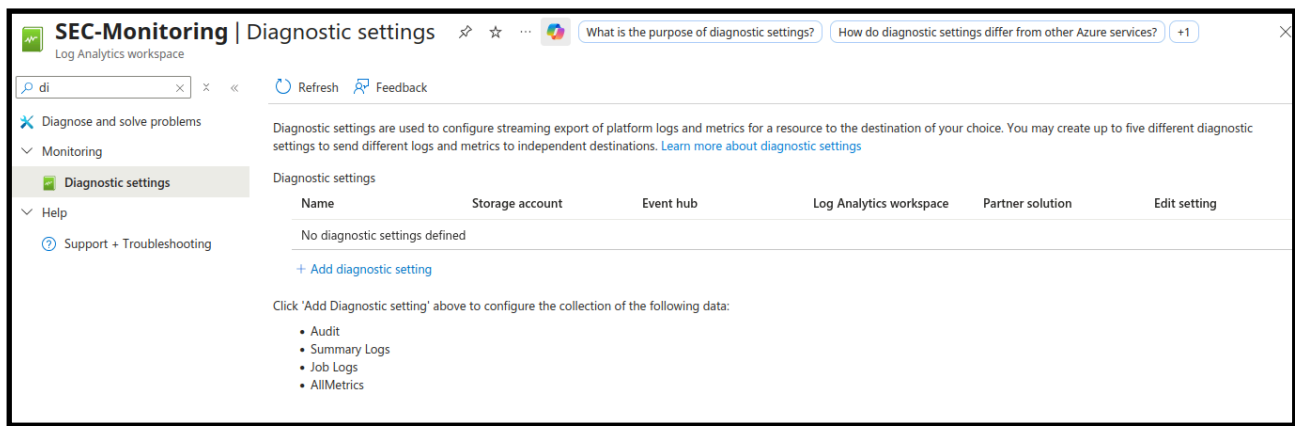 SEC-Monitoring | Diagnostic settings
What is the purpose of diagnostic settings?
How do diagnostic settings differ from other Azure services?
+1
Log Analytics workspace
di
Refresh
Feedback
Diagnose and solve problems
Monitoring
Diagnostic settings
Help
Support + Troubleshooting
Diagnostic settings are used to configure streaming export of platform logs and metrics for a resource to the destination of your choice. You may create up to five different diagnostic
settings to send different logs and metrics to independent destinations. Learn more about diagnostic settings
Diagnostic settings
Name Storage account Event hub Log Analytics workspace Partner solution Edit setting
No diagnostic settings defined
+ Add diagnostic setting
Click 'Add Diagnostic setting' above to configure the collection of the following data:
• Audit
• Summary Logs
• Job Logs
• AllMetrics